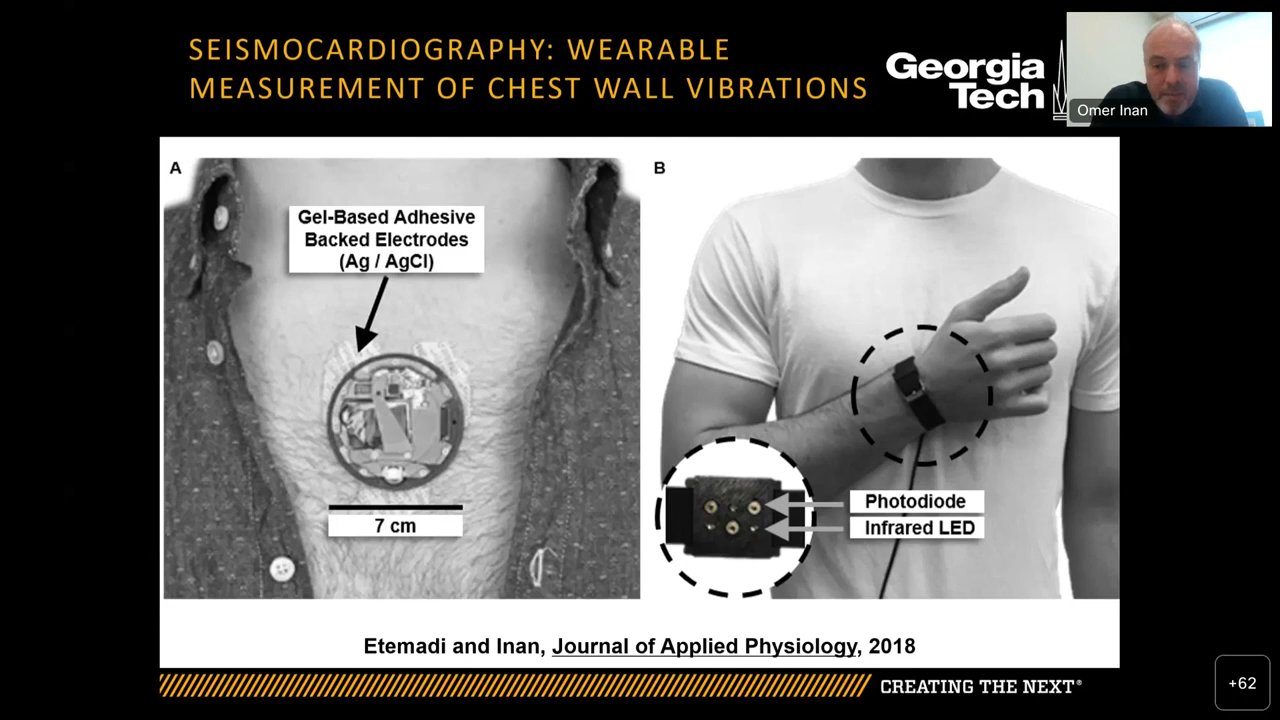 SEISMOCARDIOGRAPHY: WEARABLE
MEASUREMENT OF CHEST WALL VIBRATIONS
Georgia
Tech
Omer Inan
A
Gel-Based Adhesive
Backed Electrodes
(Ag / AgCl)
7 cm
B
Photodiode
Infrared LED
Etemadi and Inan, Journal of Applied Physiology, 2018
CREATING THE NEXT®
+62